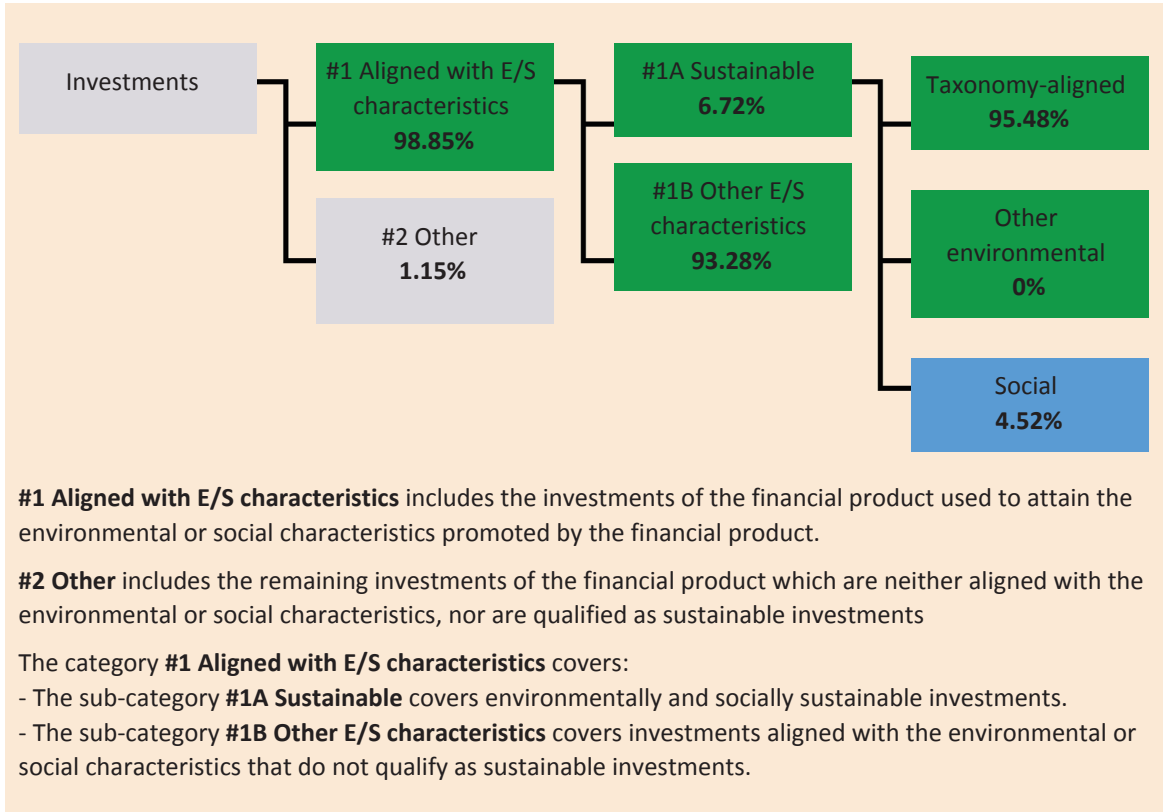 Investments
#1 Aligned with E/S
characteristics
98.85%
#2 Other
1.15%
#1A Sustainable
6.72%
#1B Other E/S
characteristics
93.28%
Taxonomy-aligned
95.48%
Other
environmental
0%
Social
4.52%
#1 Aligned with E/S characteristics includes the investments of the financial product used to attain the
environmental or social characteristics promoted by the financial product.
#2 Other includes the remaining investments of the financial product which are neither aligned with the
environmental or social characteristics, nor are qualified as sustainable investments
The category #1 Aligned with E/S characteristics covers:
- The sub-category #1A Sustainable covers environmentally and socially sustainable investments.
- The sub-category #1B Other E/S characteristics covers investments aligned with the environmental or
social characteristics that do not qualify as sustainable investments.